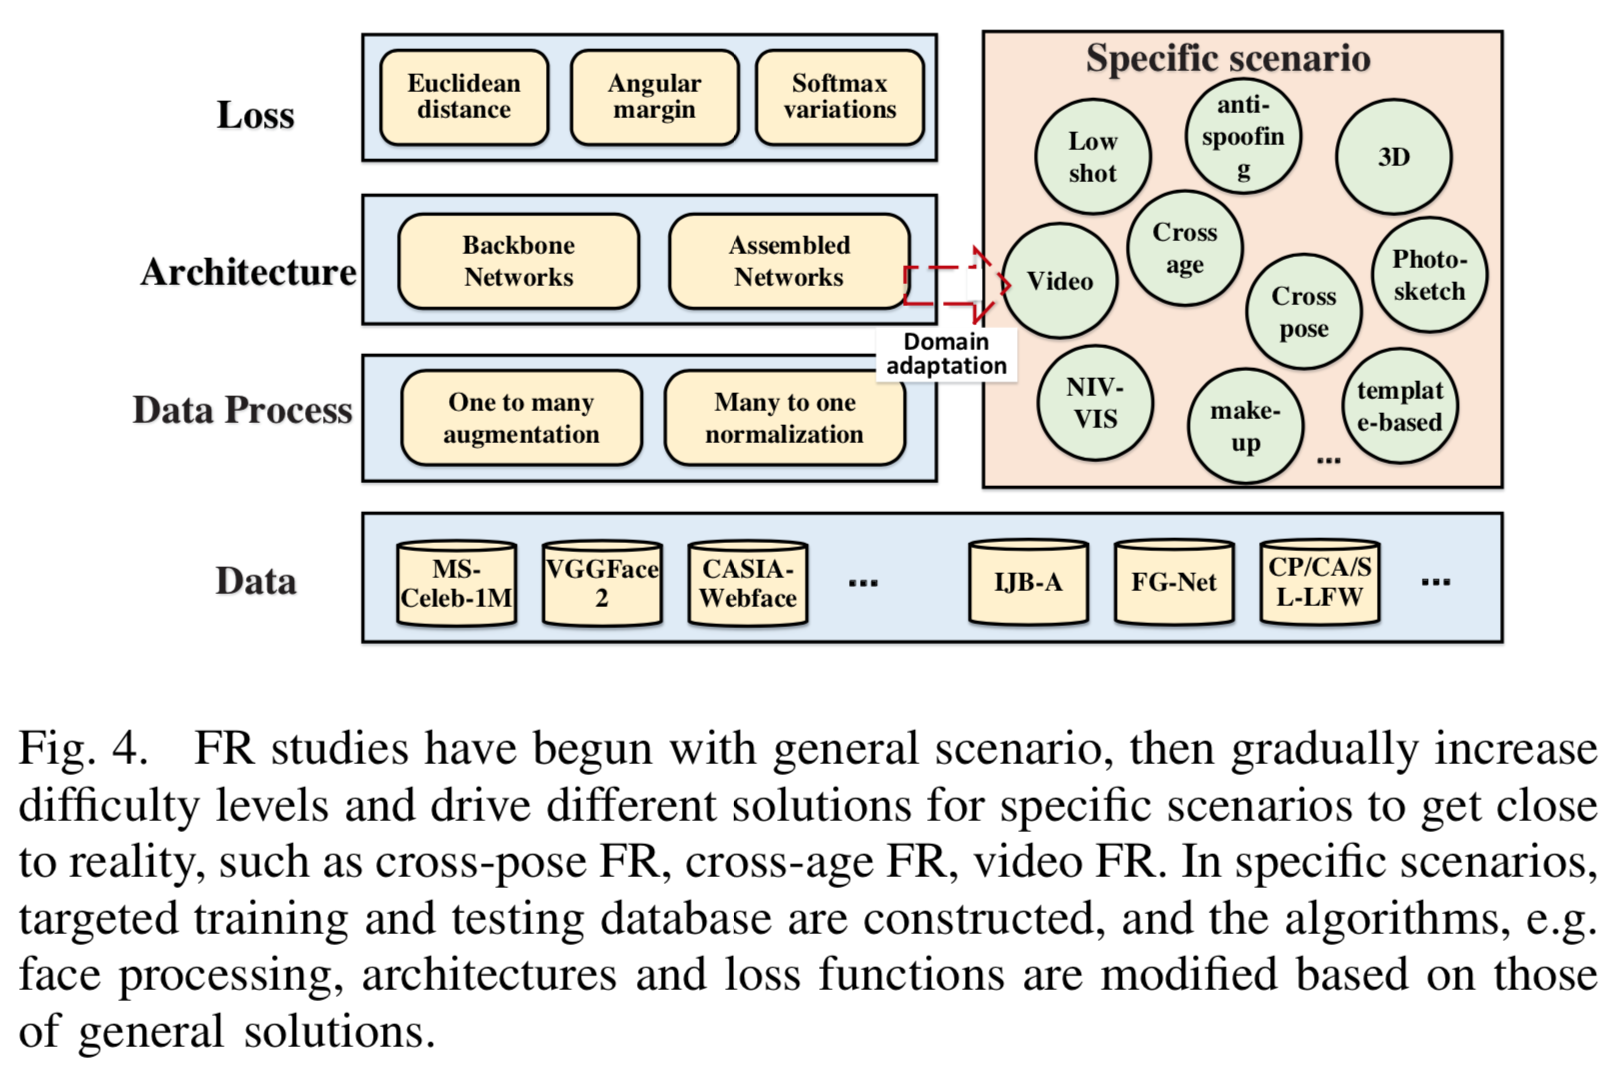 Loss
Euclidean
distance
Angular
margin
Softmax
variations
Architecture
Backbone
Networks
Assembled
Networks
Data Process
One to many
augmentation
Many to one
normalization
Domain
adaptation
Specific scenario
Low
shot
anti-
spoofin
g
3D
Cross
age
Video
Photo-
sketch
Cross
pose
NIV-
VIS
make-
up
templat
e-based
...
Data
MS-
Celeb-1M
VGGFace
2
CASIA-
Webface
...
IJB-A
FG-Net
CP/CA/S
L-LFW
...
Fig. 4. FR studies have begun with general scenario, then gradually increase
difficulty levels and drive different solutions for specific scenarios to get close
to reality, such as cross-pose FR, cross-age FR, video FR. In specific scenarios,
targeted training and testing database are constructed, and the algorithms, e.g.
face processing, architectures and loss functions are modified based on those
of general solutions.